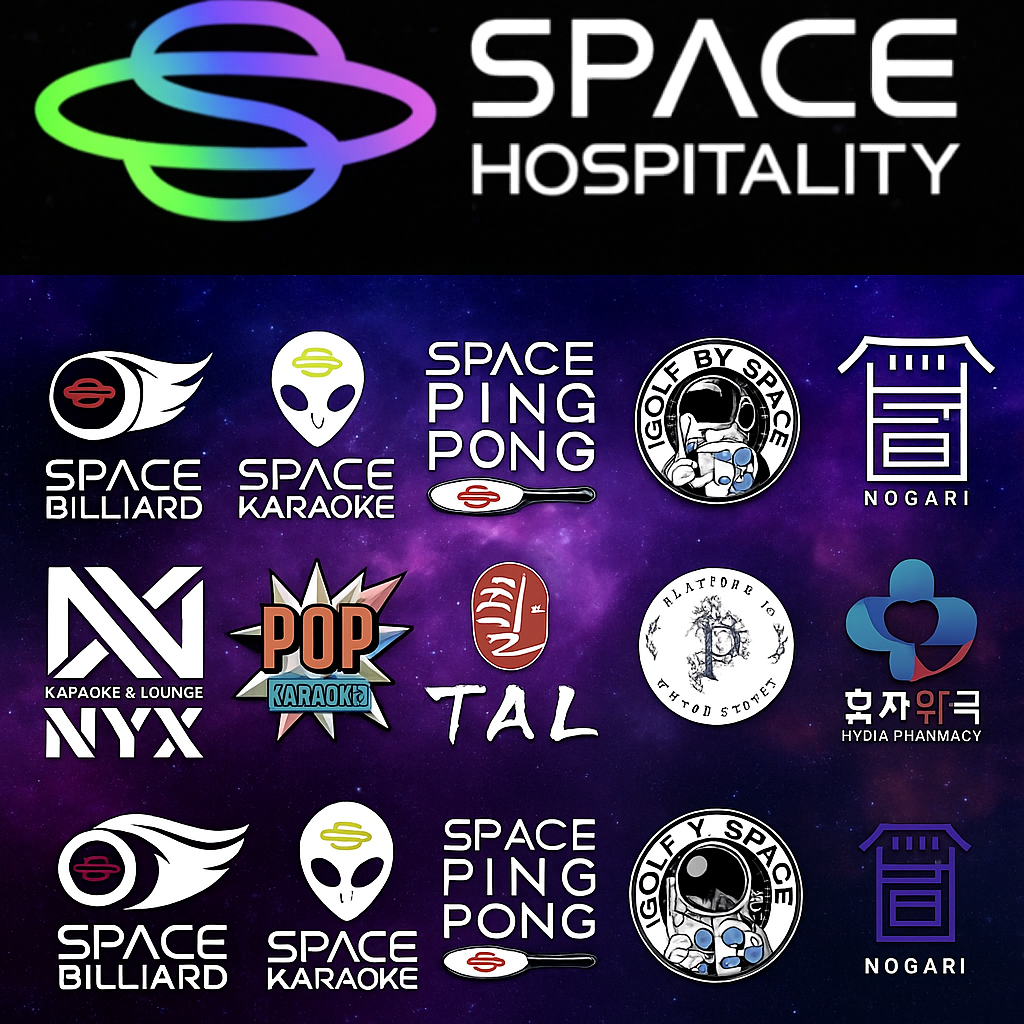 SPACE
HOSPITALITY
SPACE
BILLIARD
SPACE
KARAOKE
SPACE
PING
PONG
IGOLF BY SPACE
NOGARI
KAPAOKE & LOUNGE
NYX
POP
KARAOKE
TAL
P
HYDIA PHANMACY
SPACE
BILLIARD
SPACE
KARAOKE
SPACE
PING
PONG
IGOLF Y. SPACE
NOGARI